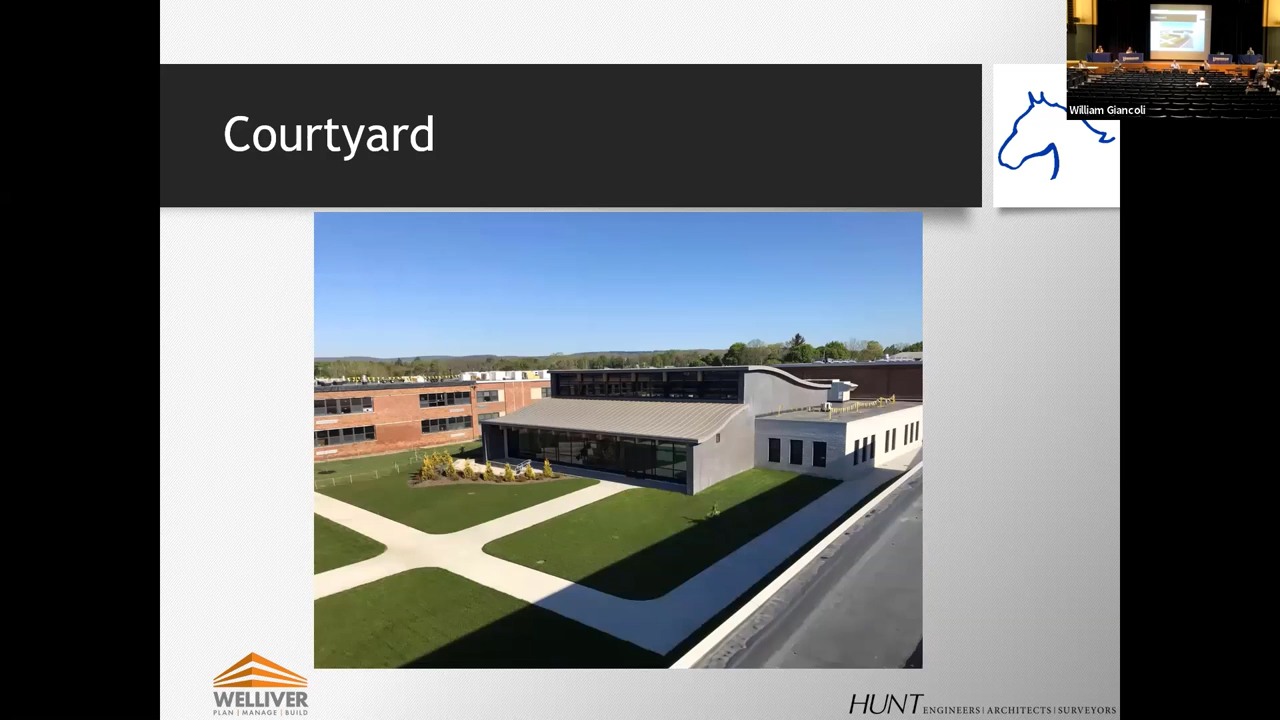 William Giancoli
Courtyard
WELLIVER
PLAN | MANAGE | BUILD
HUNT ENGINEERS | ARCHITECTS | SURVEYORS